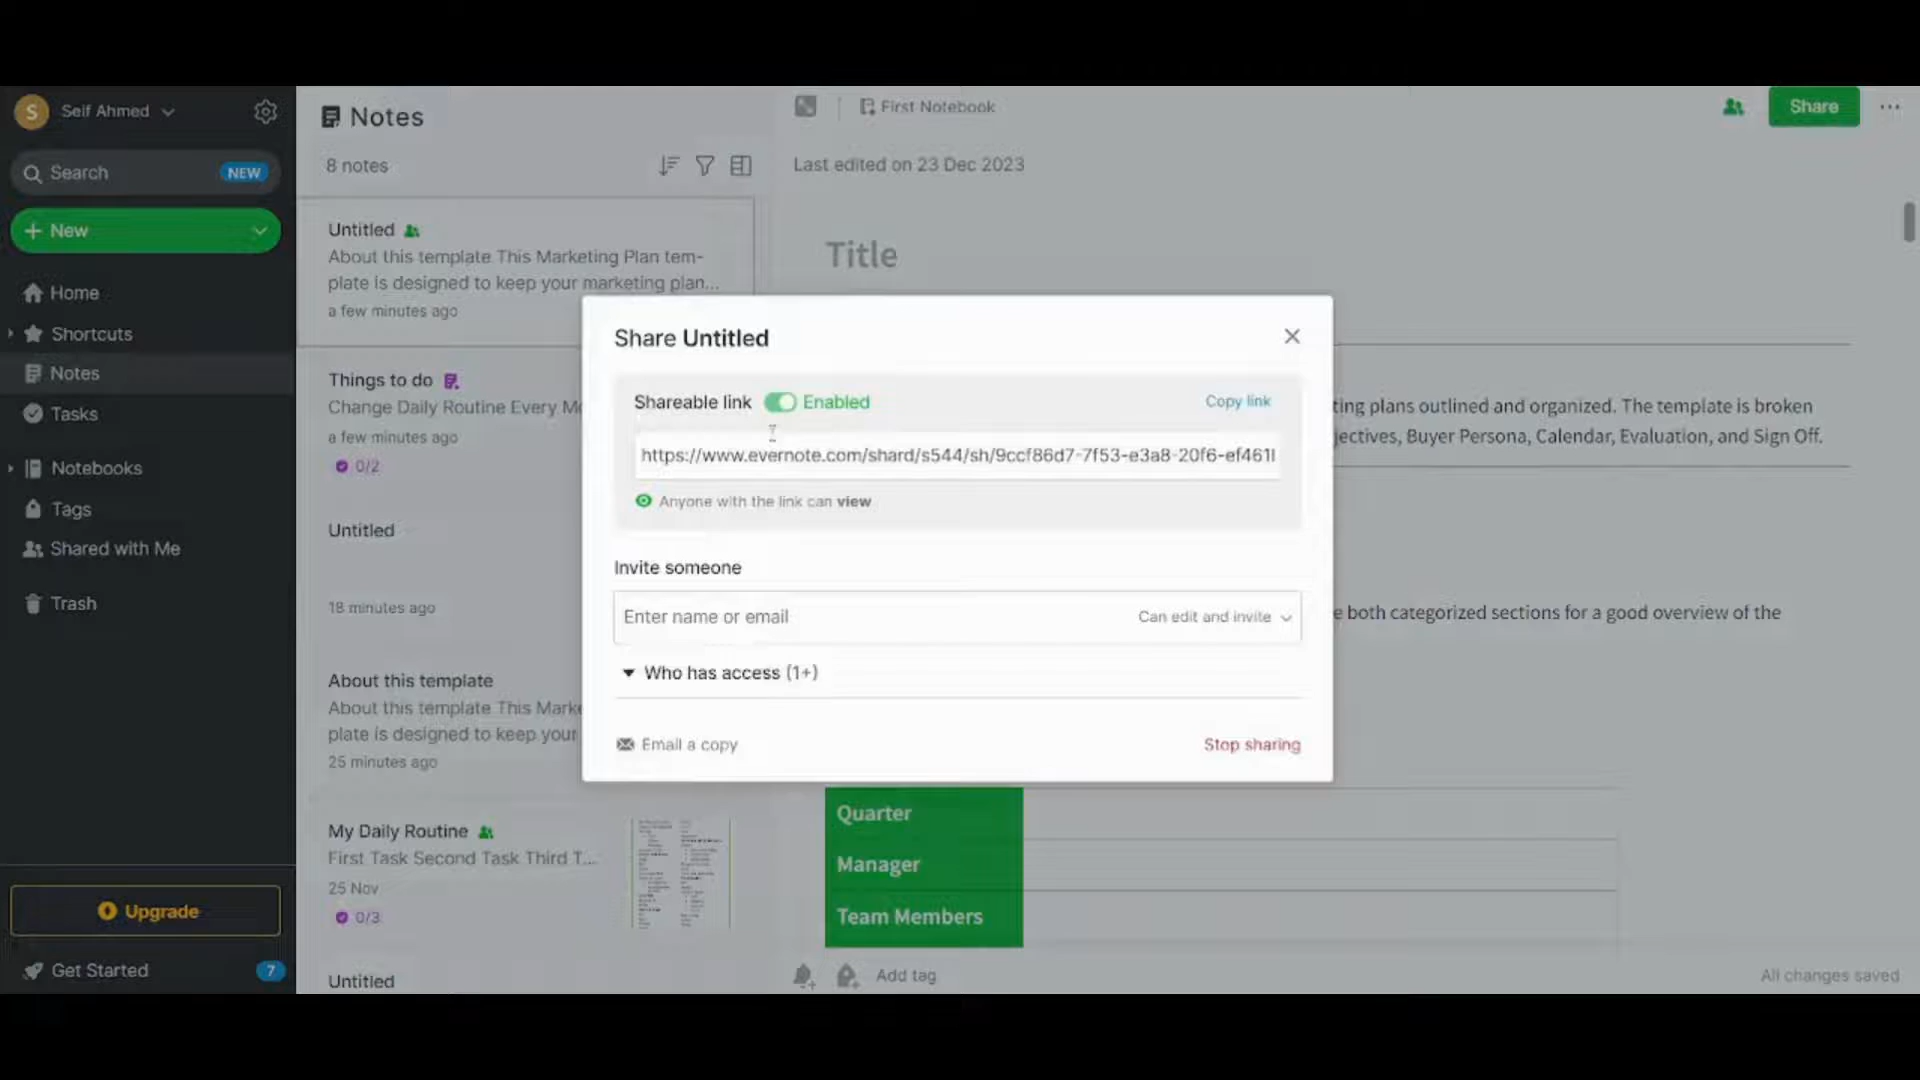 S
Seif Ahmed
Search NEW
New
Home
Shortcuts
Notes
Tasks
Notebooks
Tags
Shared with Me
Trash
Upgrade
Get Started 7
Notes
8 notes
Untitled
About this template This Marketing Plan tem-
plate is designed to keep your marketing plan...
a few minutes ago
Things to do
Change Daily Routine Every Mo
a few minutes ago
0/2
Untitled
18 minutes ago
About this template
About this template This Marke
plate is designed to keep your
25 minutes ago
My Daily Routine
First Task Second Task Third T...
25 Nov
0/3
Untitled
First Notebook
Share
Last edited on 23 Dec 2023
Title
ting plans outlined and organized. The template is broken
jectives, Buyer Persona, Calendar, Evaluation, and Sign Off.
e both categorized sections for a good overview of the
Share Untitled
Shareable link Enabled Copy link
https://www.evernote.com/shard/s544/sh/9ccf86d7-7f53-e3a8-20f6-ef461
Anyone with the link can view
Invite someone
Enter name or email Can edit and invite
Who has access (1+)
Email a copy Stop sharing
Quarter
Manager
Team Members
Add tag
All changes saved